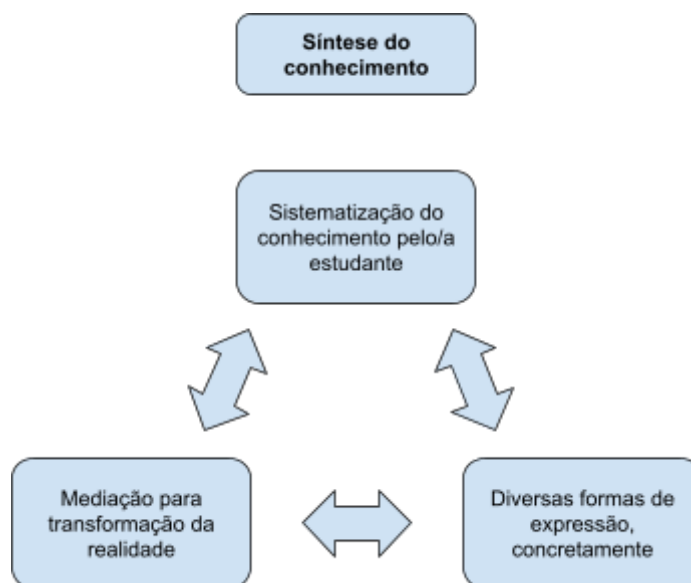 Síntese do
conhecimento
Sistematização do
conhecimento pelo/a
estudante
Mediação para
transformação da
realidade
Diversas formas de
expressão,
concretamente